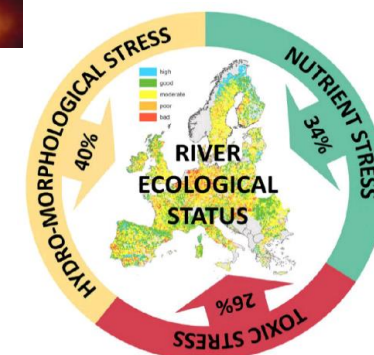 HYDRO-MORPHOLOGICAL STRESS
40%
NUTRIENT STRESS
34%
TOXIC STRESS
26%
high
good
moderate
poor
bad
RIVER
ECOLOGICAL
STATUS